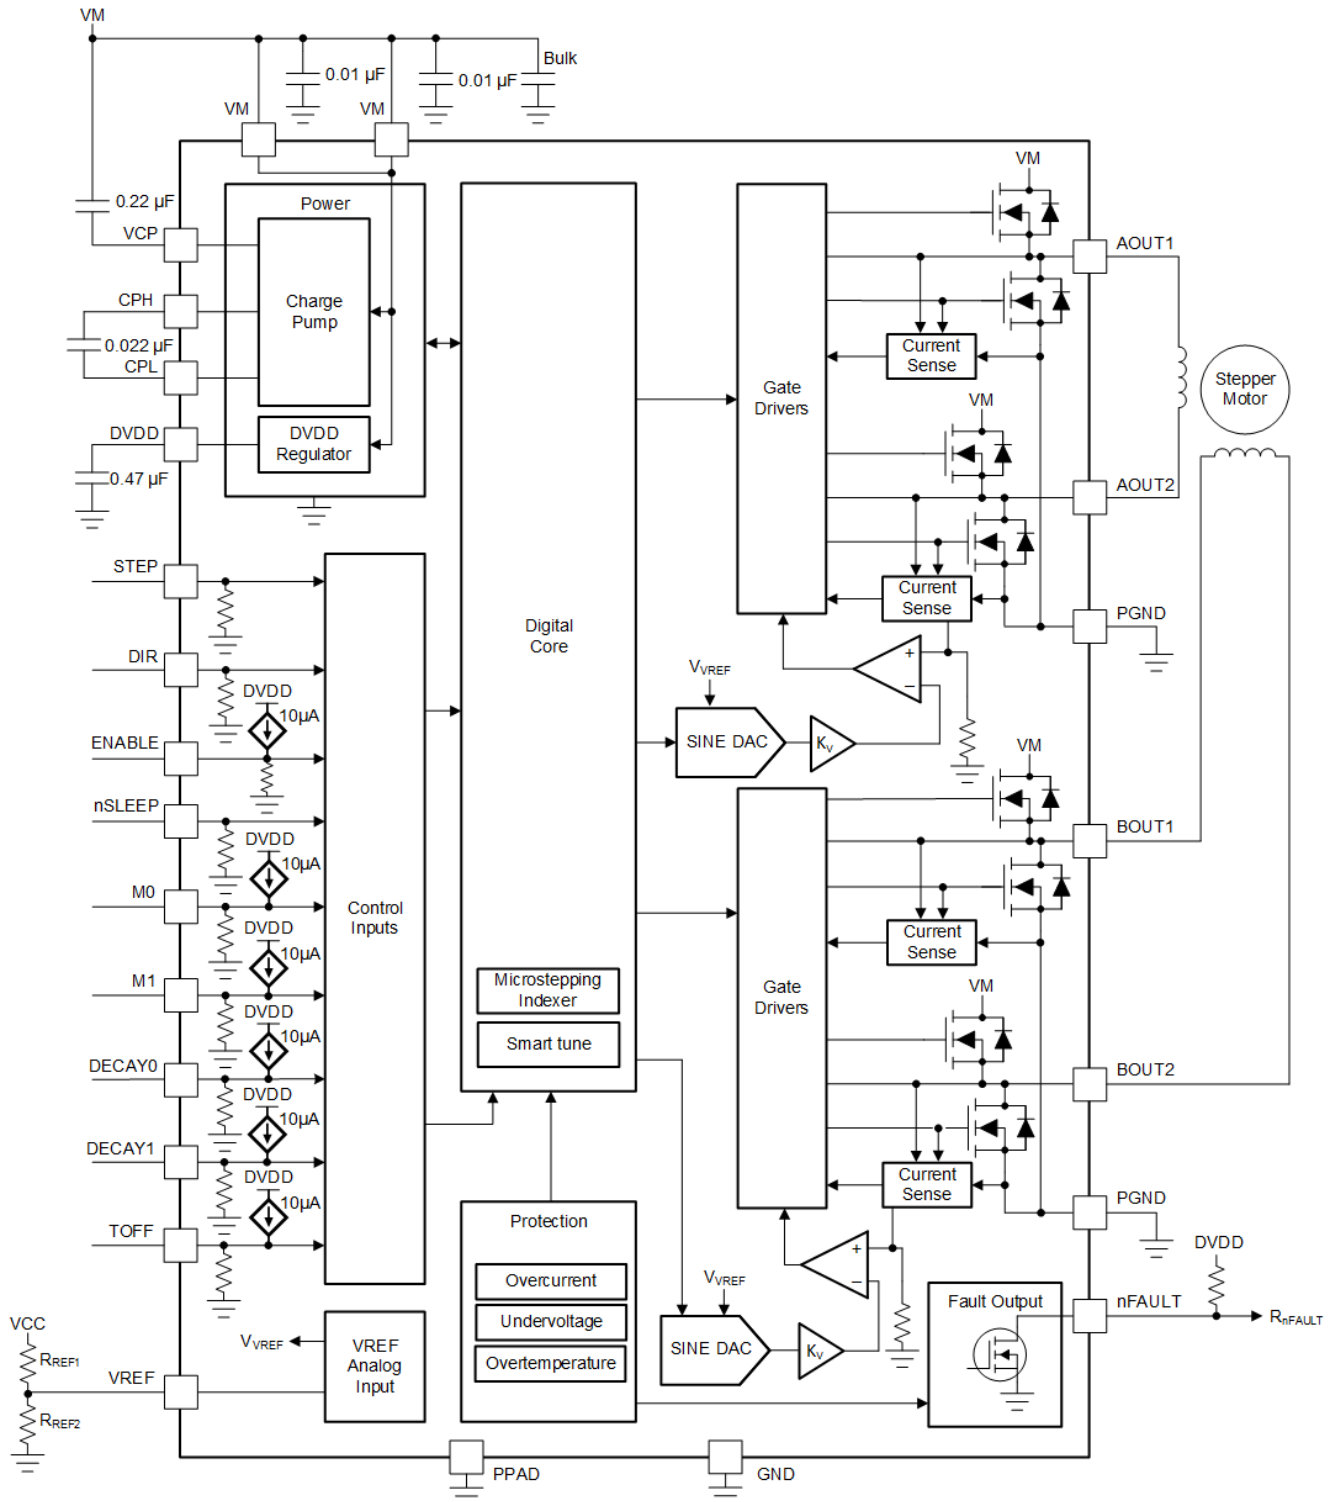 VM
0.01 µF
0.01 µF
Bulk
VM
VM
0.22 µF
VCP
CPH
0.022 µF
CPL
DVDD
0.47 µF
Power
Charge
Pump
DVDD
Regulator
STEP
DIR
DVDD
10µA
ENABLE
nSLEEP
DVDD
10µA
M0
DVDD
10µA
M1
DVDD
10µA
DECAY0
DVDD
10µA
DECAY1
DVDD
10µA
TOFF
Control
Inputs
VCC
RREF1
VREF
RREF2
VVREF
VREF
Analog
Input
Digital
Core
Microstepping
Indexer
Smart tune
Protection
Overcurrent
Undervoltage
Overtemperature
PPAD
GND
Gate
Drivers
VM
Current
Sense
VM
Current
Sense
AOUT1
Stepper
Motor
AOUT2
PGND
VVREF
SINE DAC
KV
+
−
VM
Gate
Drivers
Current
Sense
VM
Current
Sense
BOUT1
BOUT2
PGND
VVREF
SINE DAC
KV
+
−
Fault Output
nFAULT
DVDD
RnFAULT